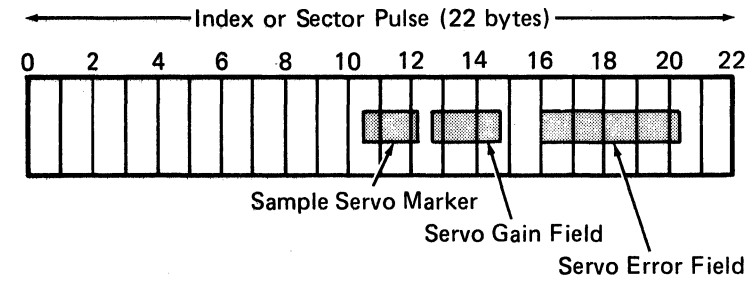 Index or Sector Pulse (22 bytes)
0 2 4 6 8 10 12 14 16 18 20 22
Sample Servo Marker
Servo Gain Field
Servo Error Field